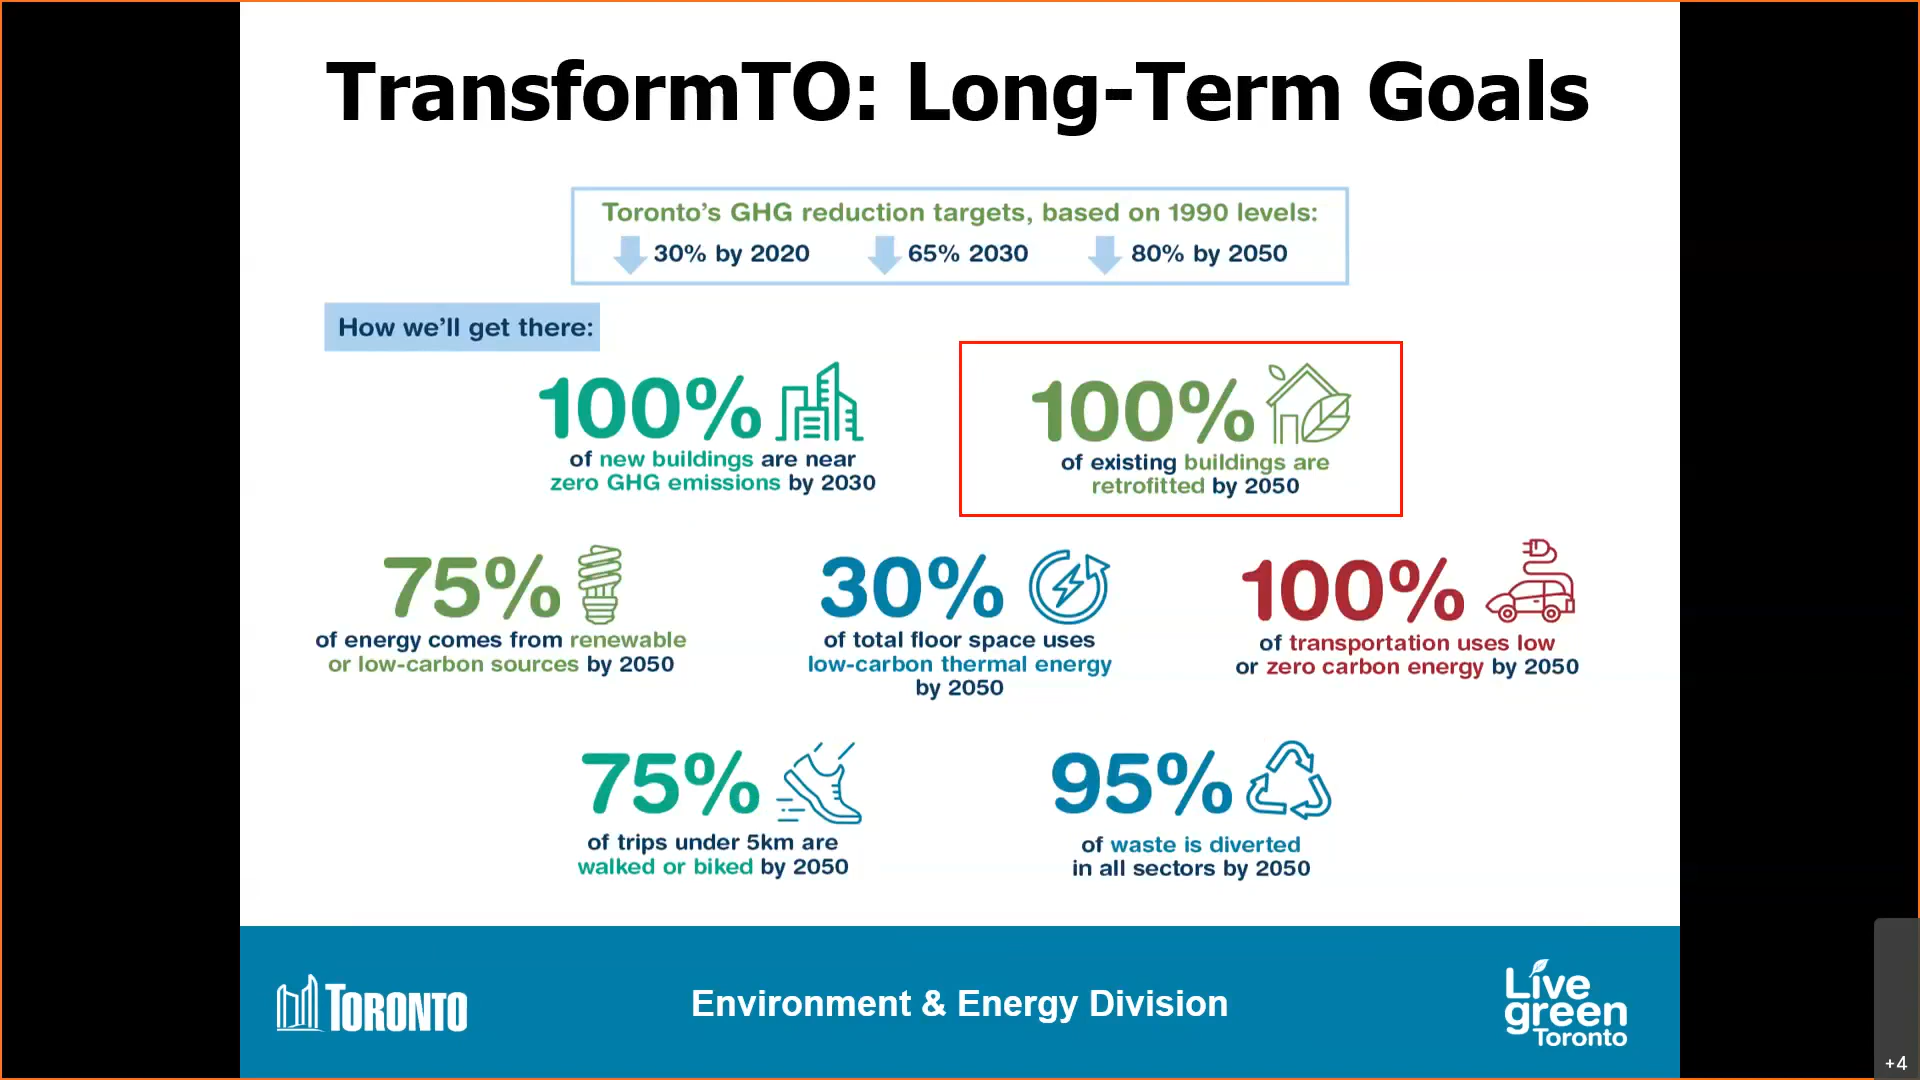 TransformTO: Long-Term Goals
Toronto's GHG reduction targets, based on 1990 levels:
30% by 2020 65% 2030 80% by 2050
How we'll get there:
100%
of new buildings are near
zero GHG emissions by 2030
100%
of existing buildings are
retrofitted by 2050
75%
of energy comes from renewable
or low-carbon sources by 2050
30%
of total floor space uses
low-carbon thermal energy
by 2050
100%
of transportation uses low
or zero carbon energy by 2050
75%
of trips under 5km are
walked or biked by 2050
95%
of waste is diverted
in all sectors by 2050
TORONTO
Environment & Energy Division
Live
green
Toronto
+4